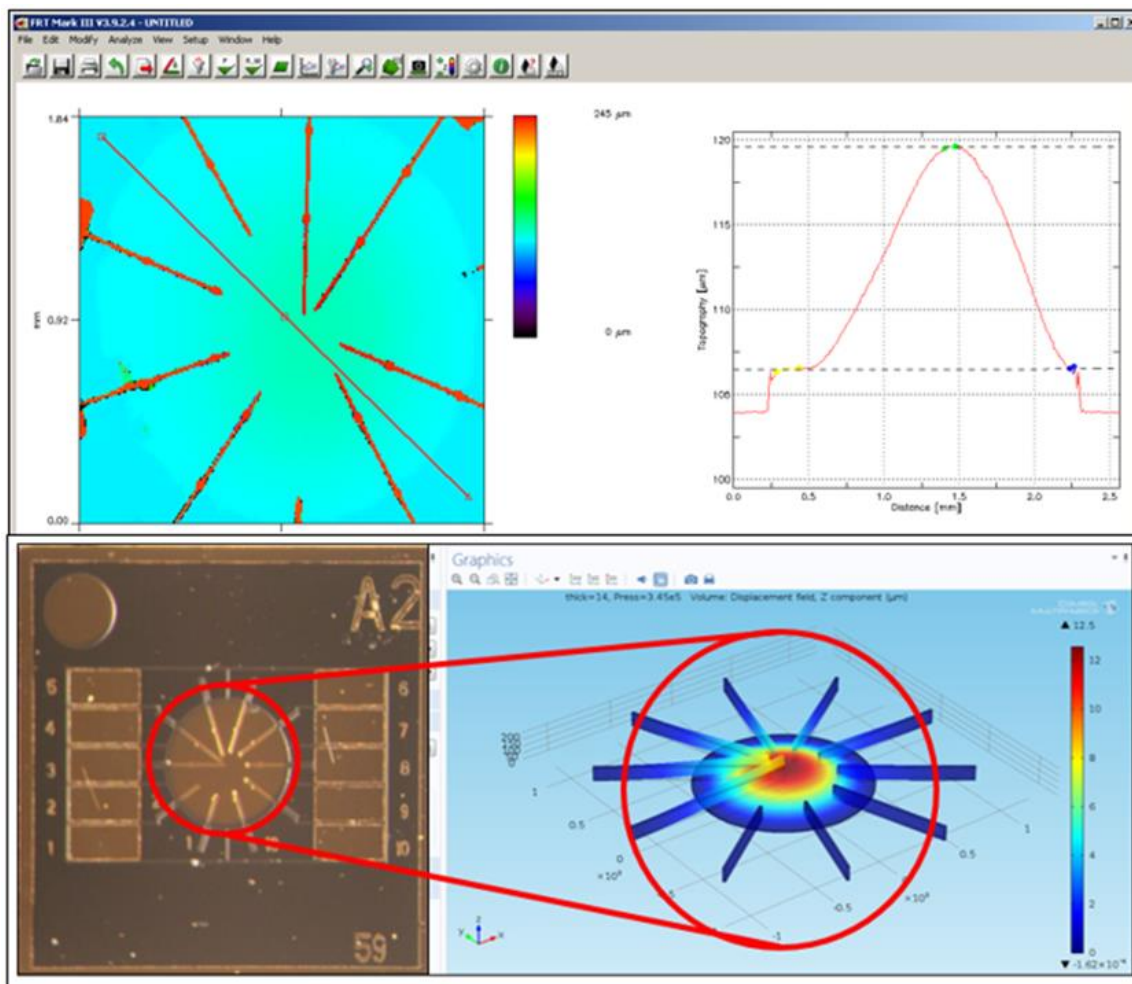 FRT Mark III V3.9.2.4 - UNTITLED
File Edit Modify Analyze View Setup Window Help
1.84
mm
0.92
0.00
245 µm
0 µm
120
115
110
105
100
Topography [µm]
0.0 0.5 1.0 1.5 2.0 2.5
Distance [mm]
A2
5
4
3
2
1
6
7
8
9
10
59
Graphics
thick=14, Press=3.45e5 Volume: Displacement field, Z component (µm)
▲ 12.5
12
10
8
6
4
2
0
1
0.5
0
-0.5
-1
0.5
1
y z x